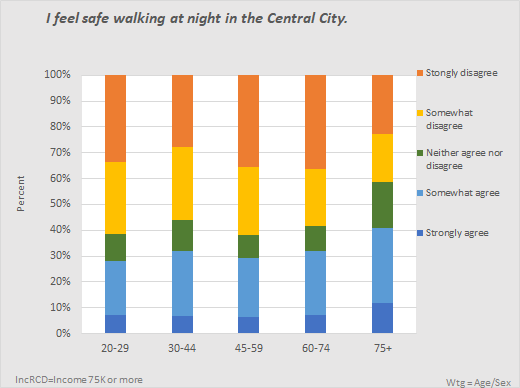 I feel safe walking at night in the Central City.
100%
90%
80%
70%
60%
50%
40%
30%
20%
10%
0%
Percent
20-29
30-44
45-59
60-74
75+
Stongly disagree
Somewhat
disagree
Neither agree nor
disagree
Somewhat agree
Strongly agree
IncRCD=Income 75K or more
Wtg = Age/Sex